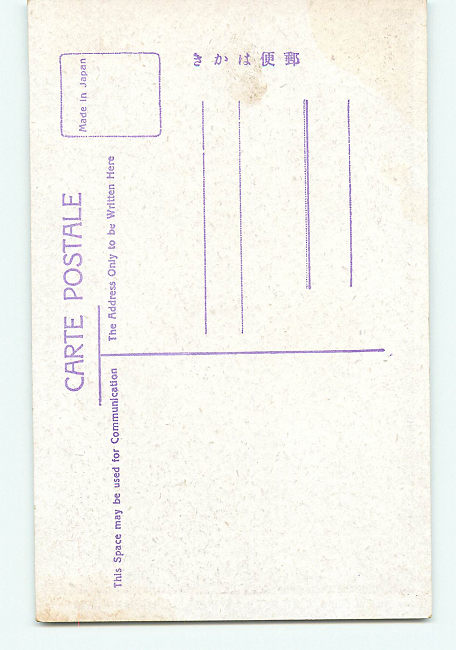 きかは便郵
Made in Japan
CARTE POSTALE
The Address Only to be Written Here
This Space may be used for Communication